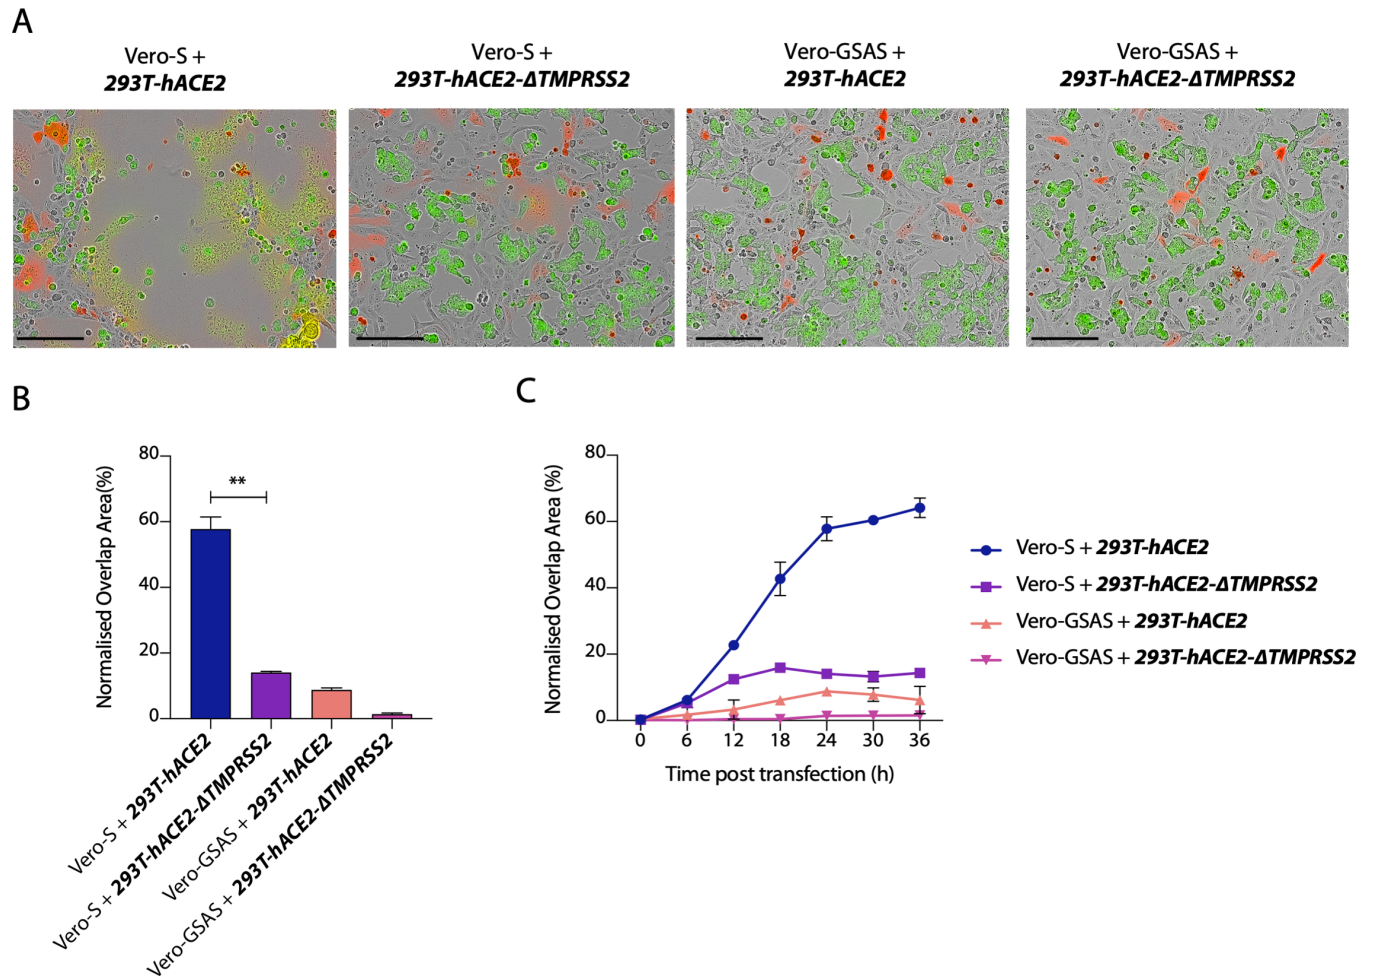 A
Vero-S +
293T-hACE2
Vero-S +
293T-hACE2-ΔTMPRSS2
Vero-GSAS +
293T-hACE2
Vero-GSAS +
293T-hACE2-ΔTMPRSS2
B
Normalised Overlap Area(%)
80
60
40
20
0
**
Vero-S + 293T-hACE2
Vero-S + 293T-hACE2-ΔTMPRSS2
Vero-GSAS + 293T-hACE2
Vero-GSAS + 293T-hACE2-ΔTMPRSS2
C
Normalised Overlap Area (%)
80
60
40
20
0
0 6 12 18 24 30 36
Time post transfection (h)
Vero-S + 293T-hACE2
Vero-S + 293T-hACE2-ΔTMPRSS2
Vero-GSAS + 293T-hACE2
Vero-GSAS + 293T-hACE2-ΔTMPRSS2